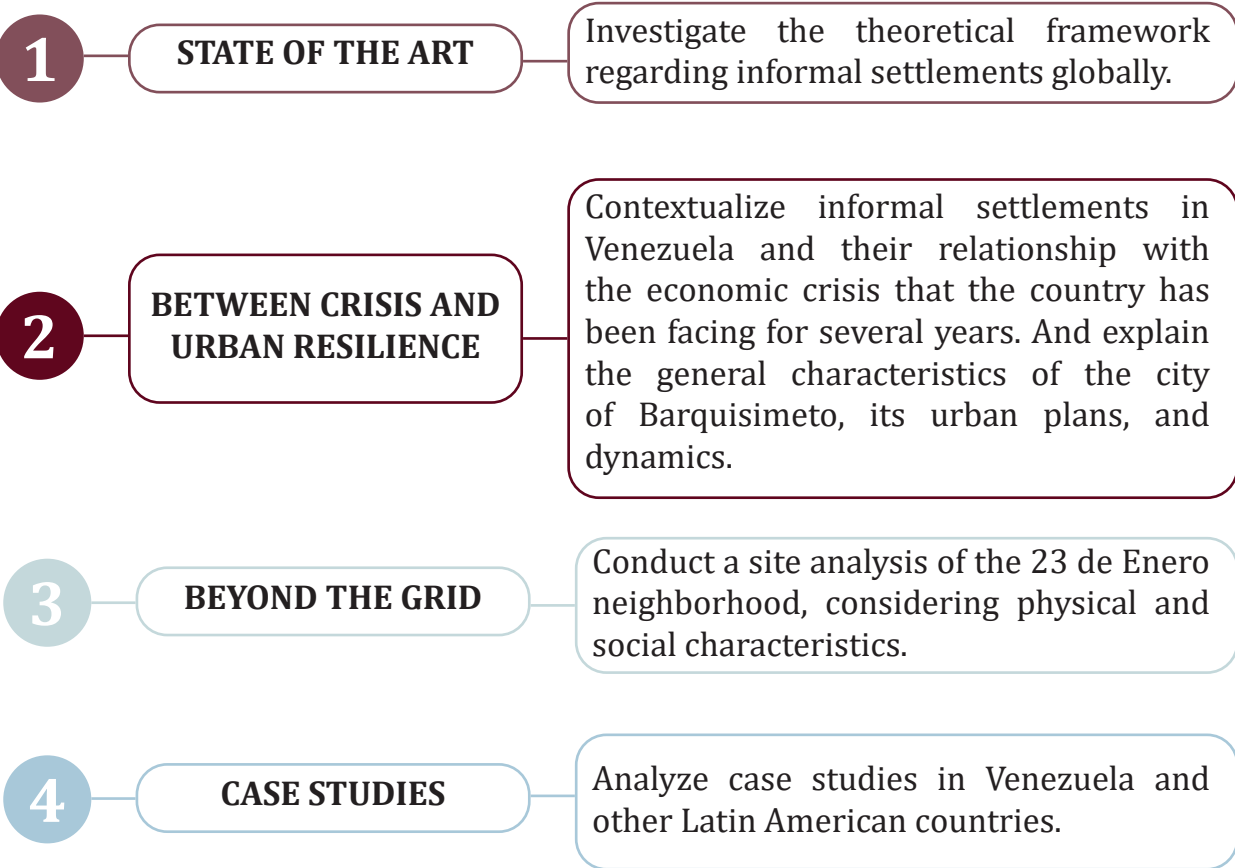 1
STATE OF THE ART
Investigate the theoretical framework
regarding informal settlements globally.
2
BETWEEN CRISIS AND
URBAN RESILIENCE
Contextualize informal settlements in
Venezuela and their relationship with
the economic crisis that the country has
been facing for several years. And explain
the general characteristics of the city
of Barquisimeto, its urban plans, and
dynamics.
3
BEYOND THE GRID
Conduct a site analysis of the 23 de Enero
neighborhood, considering physical and
social characteristics.
4
CASE STUDIES
Analyze case studies in Venezuela and
other Latin American countries.